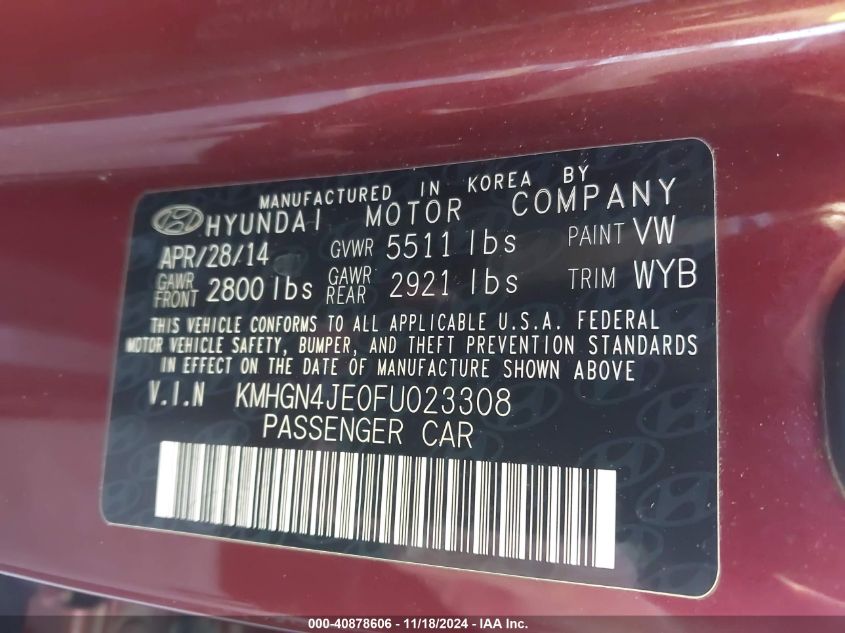 MANUFACTURED IN KOREA BY
HYUNDAI MOTOR COMPANY
APR/28/14 GVWR 5511 lbs PAINT VW
GAWR FRONT 2800 lbs GAWR REAR 2921 lbs TRIM WYB
THIS VEHICLE CONFORMS TO ALL APPLICABLE U.S.A. FEDERAL
MOTOR VEHICLE SAFETY, BUMPER, AND THEFT PREVENTION STANDARDS
IN EFFECT ON THE DATE OF MANUFACTURE SHOWN ABOVE
V.I.N KMHGN4JE0FU023308
PASSENGER CAR
000-40878606 - 11/18/2024 - IAA Inc.